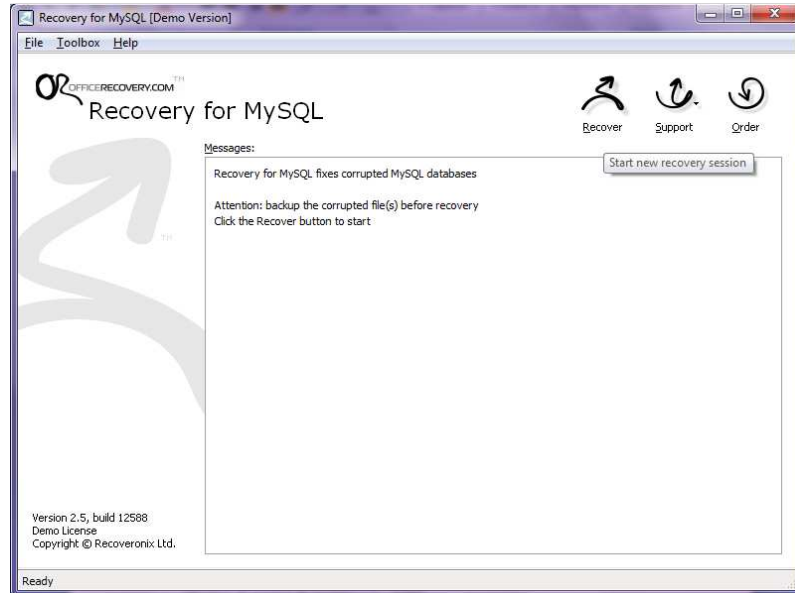 Recovery for MySQL [Demo Version]
File Toolbox Help
OFFICERECOVERY.COM™
Recovery for MySQL
Recover Support Order
Start new recovery session
Messages:
Recovery for MySQL fixes corrupted MySQL databases
Attention: backup the corrupted file(s) before recovery
Click the Recover button to start
TM
Version 2.5, build 12588
Demo License
Copyright © Recoveronix Ltd.
Ready